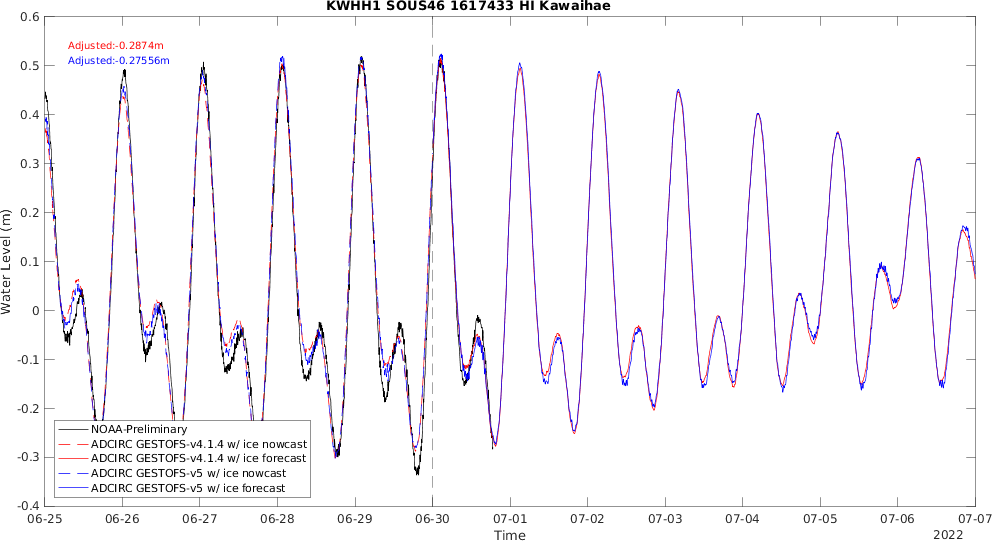 KWHH1 SOUS46 1617433 HI Kawaihae
Adjusted:-0.2874m
Adjusted:-0.27556m
0.6
0.5
0.4
0.3
0.2
0.1
0
-0.1
-0.2
-0.3
-0.4
Water Level (m)
NOAA-Preliminary
ADCIRC GESTOFS-v4.1.4 w/ ice nowcast
ADCIRC GESTOFS-v4.1.4 w/ ice forecast
ADCIRC GESTOFS-v5 w/ ice nowcast
ADCIRC GESTOFS-v5 w/ ice forecast
06-25 06-26 06-27 06-28 06-29 06-30 07-01 07-02 07-03 07-04 07-05 07-06 07-07
Time
2022